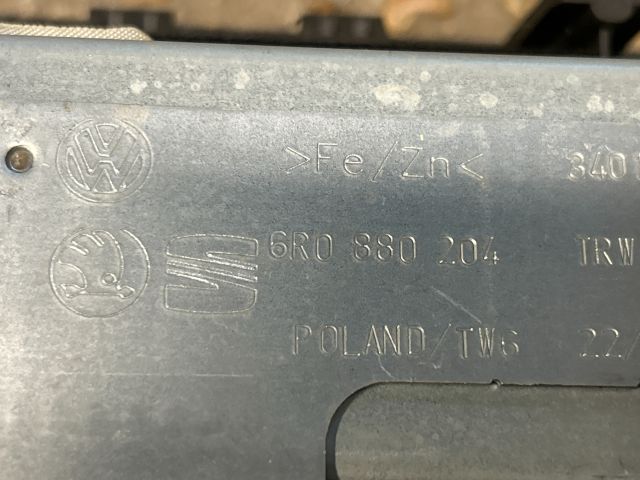 >Fe/Zn< 340
6R0 880 204 TRW
POLAND/TW6 22/